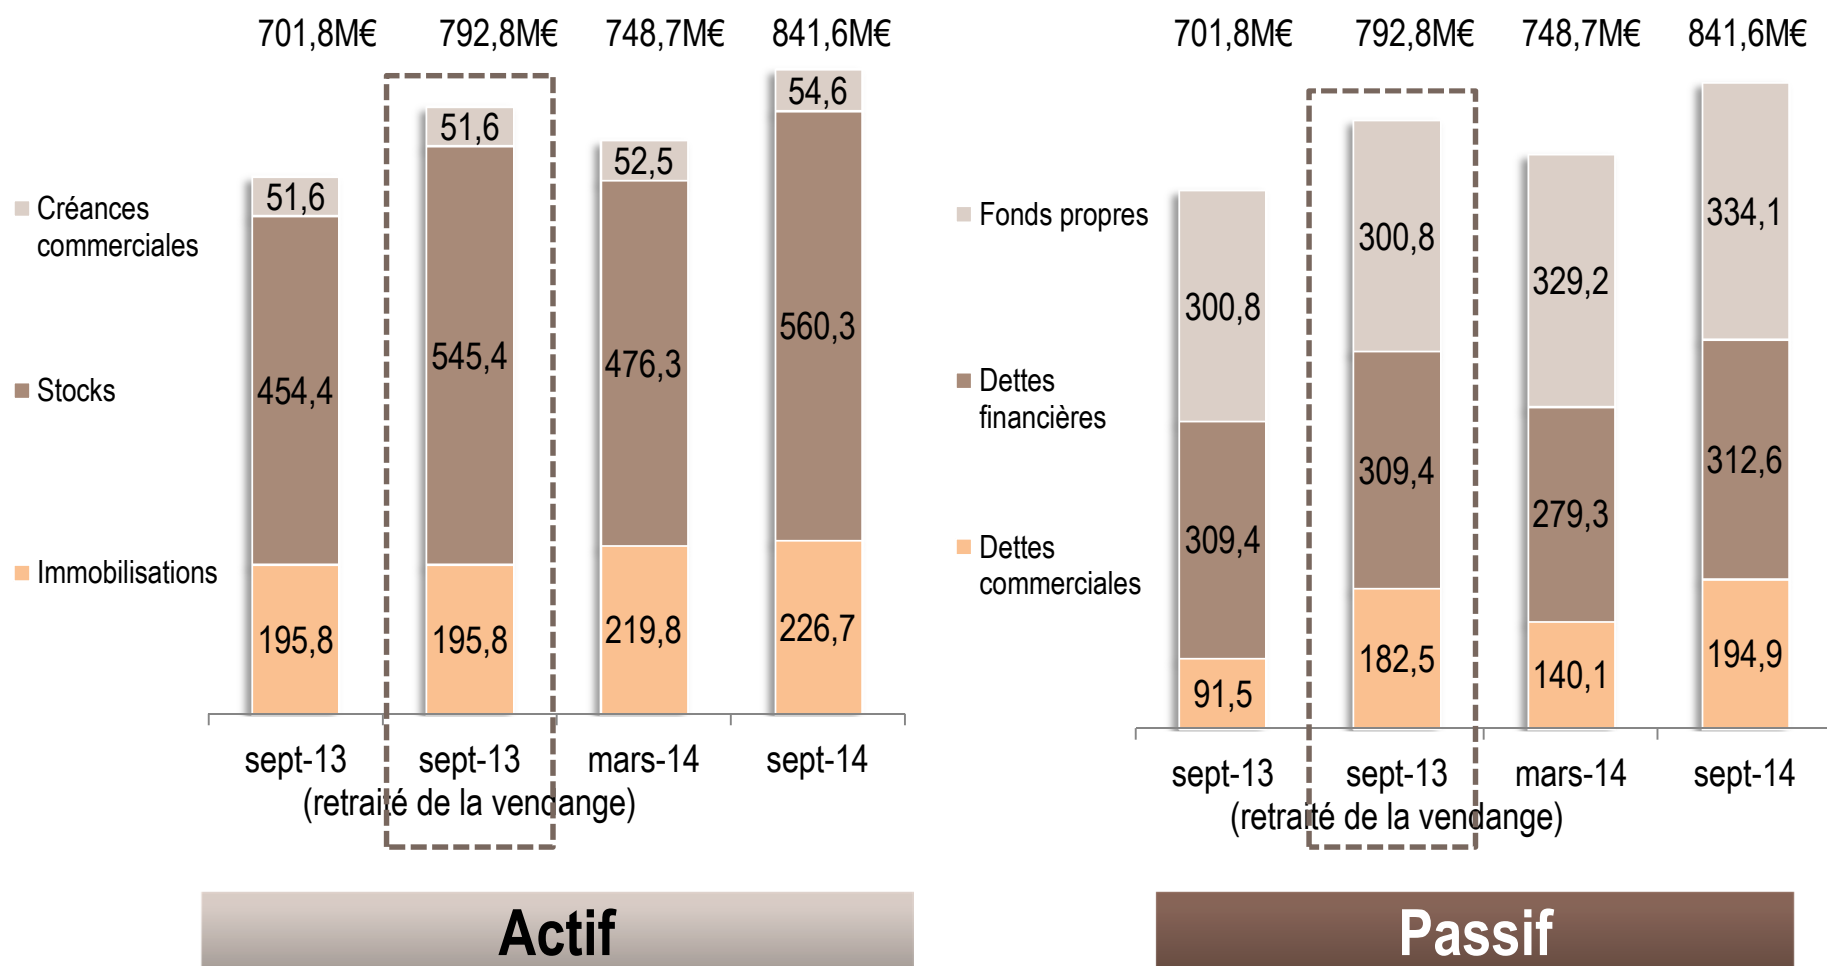 701,8M€ 792,8M€ 748,7M€ 841,6M€
54,6
51,6
52,5
51,6
Créances
commerciales
560,3
545,4
476,3
454,4
Stocks
Immobilisations
195,8 195,8 219,8 226,7
sept-13 sept-13 mars-14 sept-14
(retraité de la vendange)
Actif
701,8M€ 792,8M€ 748,7M€ 841,6M€
Fonds propres
334,1
300,8
329,2
300,8
Dettes
financières
312,6
309,4
279,3
309,4
Dettes
commerciales
194,9
182,5
140,1
91,5
sept-13 sept-13 mars-14 sept-14
(retraité de la vendange)
Passif